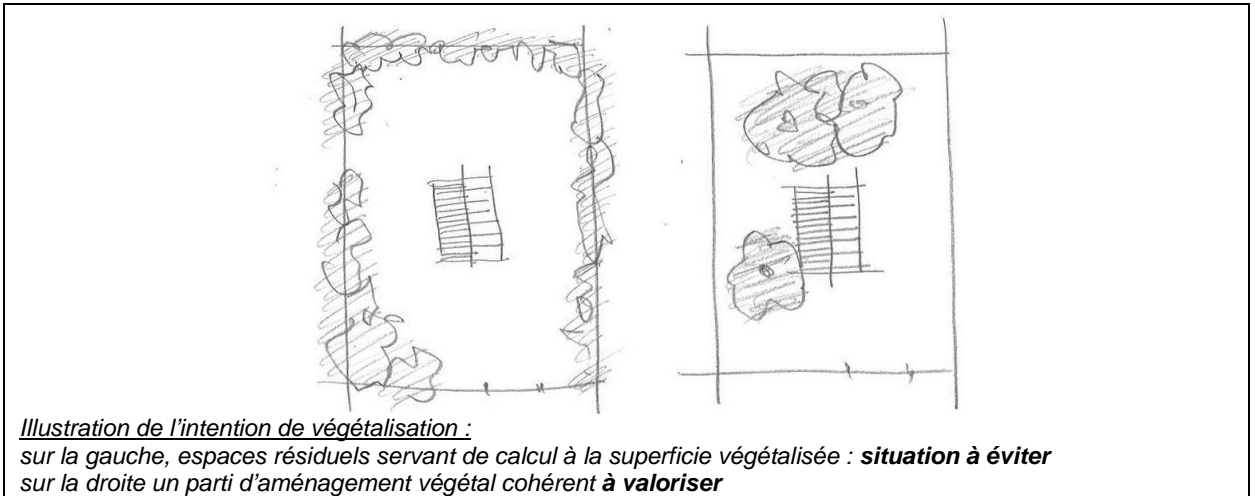 Illustration de l'intention de végétalisation :
sur la gauche, espaces résiduels servant de calcul à la superficie végétalisée : situation à éviter
sur la droite un parti d'aménagement végétal cohérent à valoriser